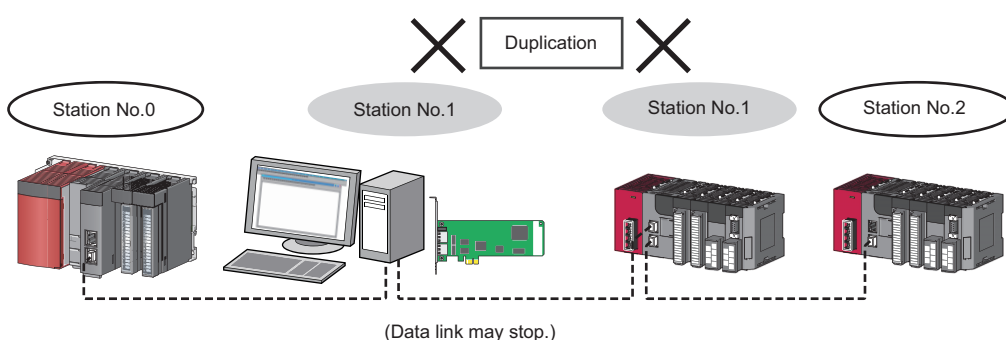 Duplication
Station No.0
Station No.1
Station No.1
Station No.2
(Data link may stop.)